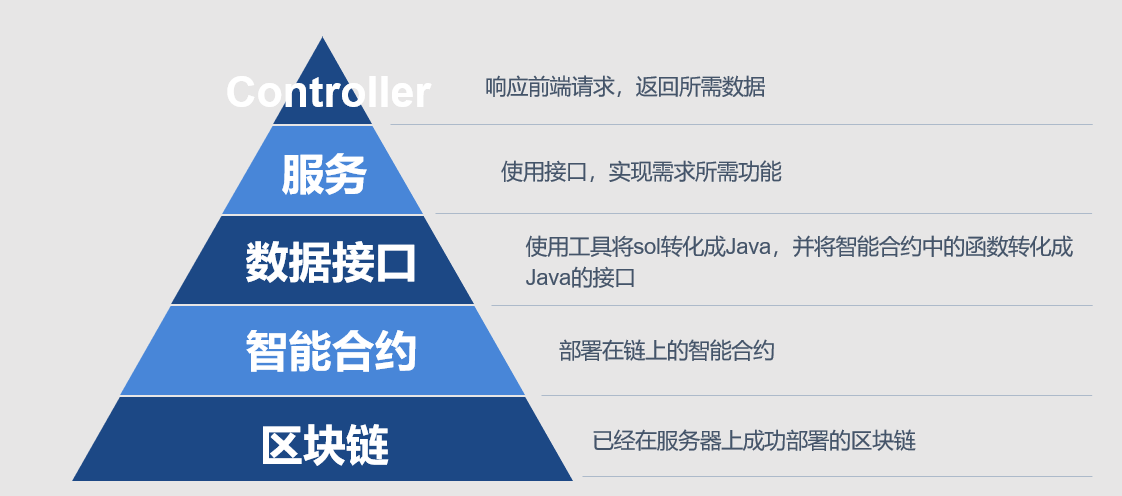 Controller
响应前端请求，返回所需数据
服务
使用接口，实现需求所需功能
数据接口
使用工具将sol转化成Java，并将智能合约中的函数转化成
Java的接口
智能合约
部署在链上的智能合约
区块链
已经在服务器上成功部署的区块链